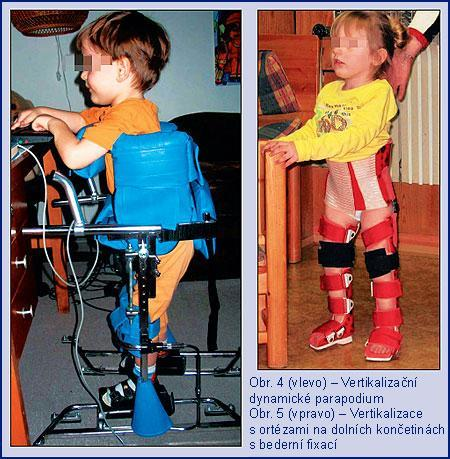 Obr. 4 (vlevo) – Vertikalizační
dynamické parapodium
Obr. 5 (vpravo) – Vertikalizace
s ortézami na dolních končetinách
s bederní fixací